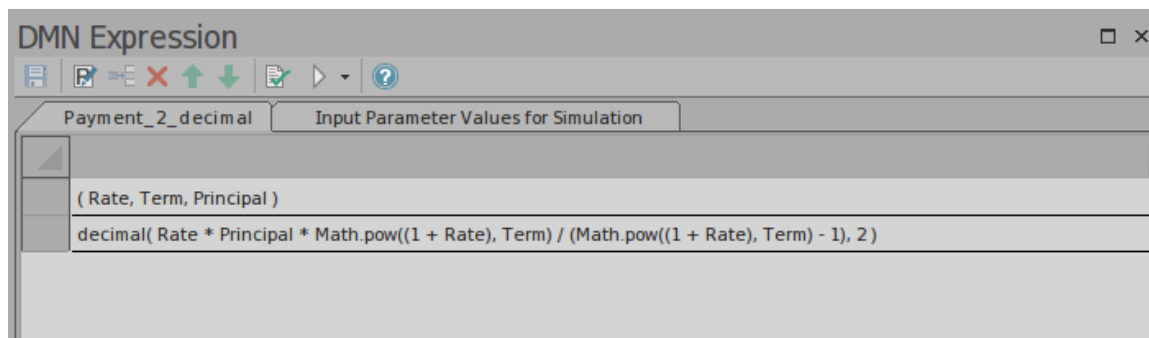 DMN Expression
Payment_2_decimal Input Parameter Values for Simulation
( Rate, Term, Principal )
decimal( Rate * Principal * Math.pow((1 + Rate), Term) / (Math.pow((1 + Rate), Term) - 1), 2 )